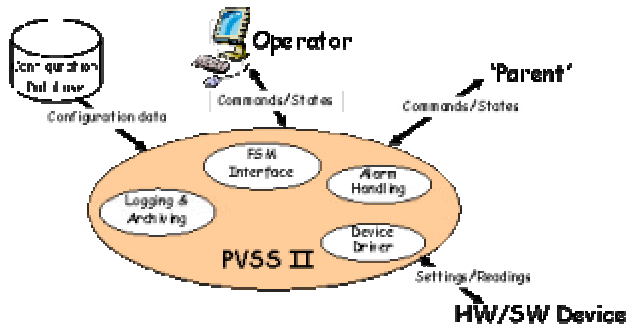 Operator
Configuration
Database
'Parent'
Commands/States
Commands/States
Configuration data
FSM
Interface
Alarm
Handling
Logging &
Archiving
Device
Driver
PVSS II
Settings/Readings
HW/SW Device